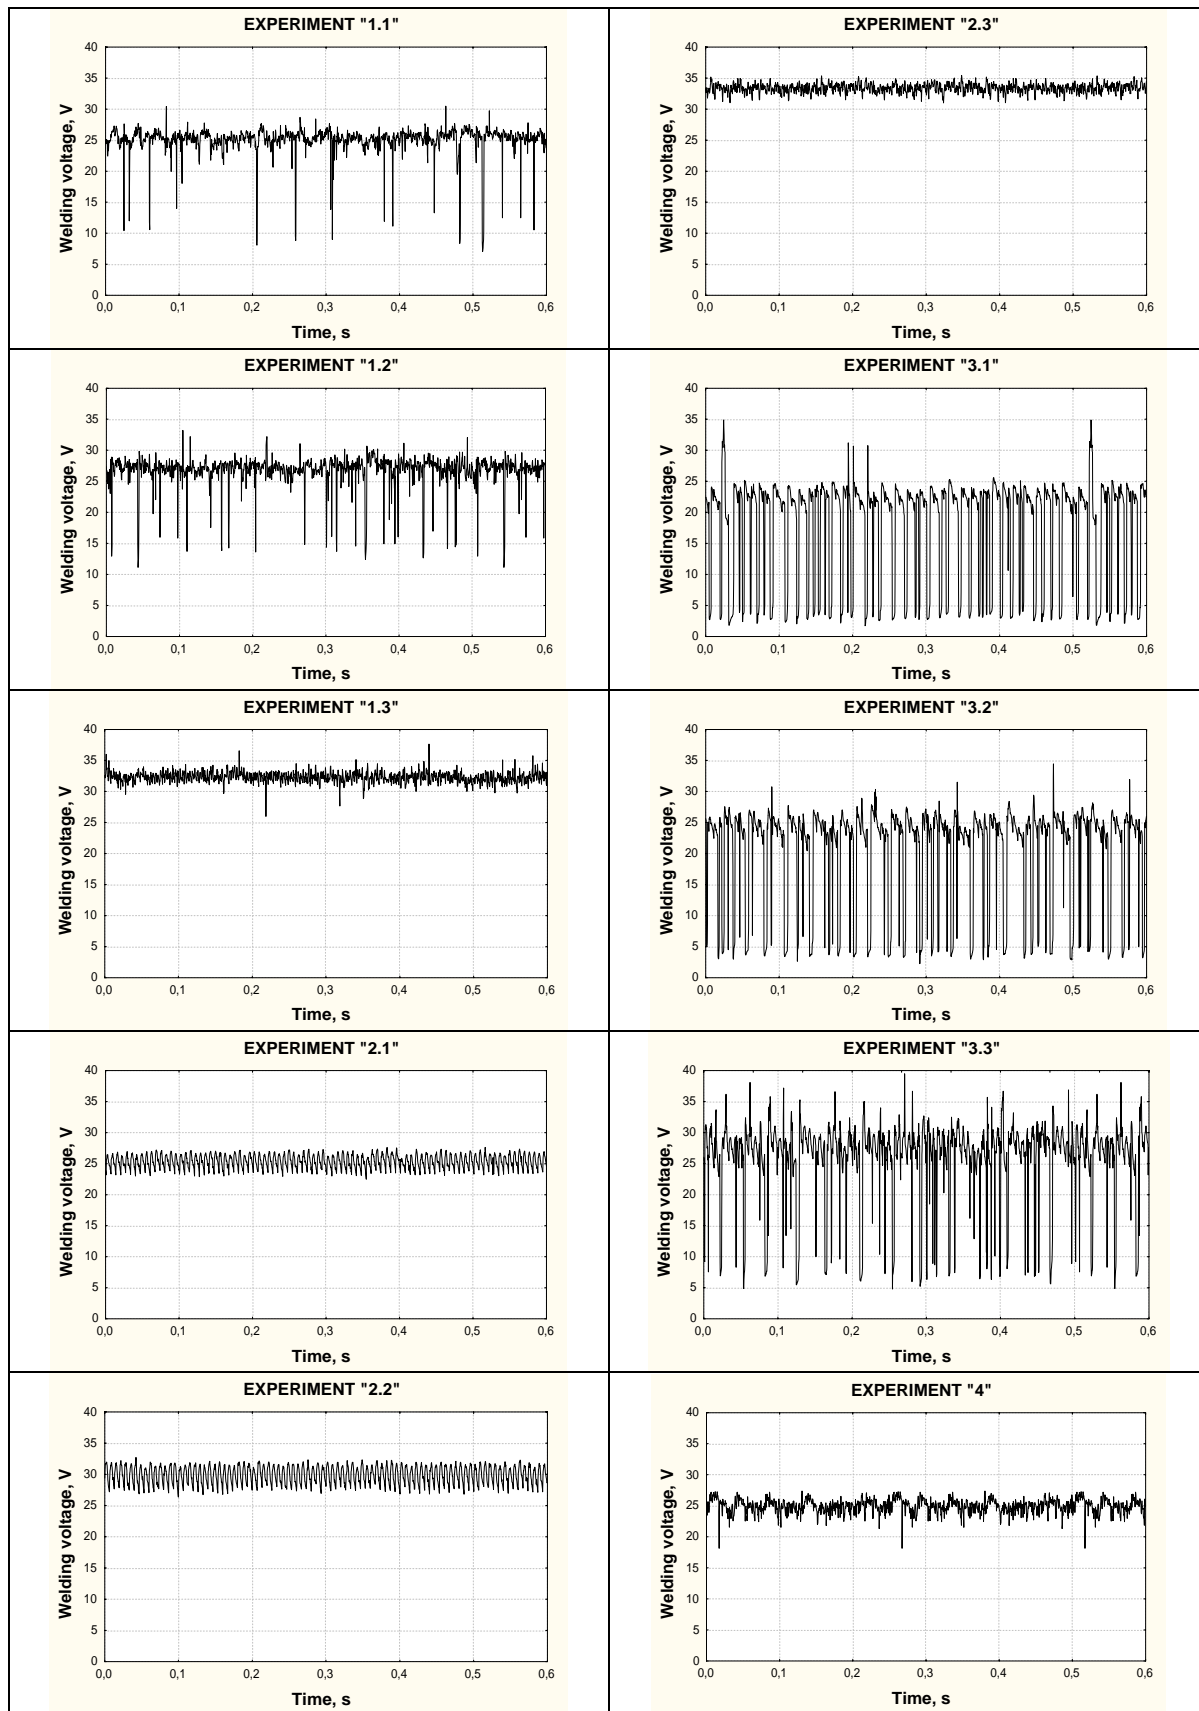 EXPERIMENT "1.1"
40
35
30
25
20
15
10
5
0
Welding voltage, V
0,0 0,1 0,2 0,3 0,4 0,5 0,6
Time, s
EXPERIMENT "2.3"
40
35
30
25
20
15
10
5
0
Welding voltage, V
0,0 0,1 0,2 0,3 0,4 0,5 0,6
Time, s
EXPERIMENT "1.2"
40
35
30
25
20
15
10
5
0
Welding voltage, V
0,0 0,1 0,2 0,3 0,4 0,5 0,6
Time, s
EXPERIMENT "3.1"
40
35
30
25
20
15
10
5
0
Welding voltage, V
0,0 0,1 0,2 0,3 0,4 0,5 0,6
Time, s
EXPERIMENT "1.3"
40
35
30
25
20
15
10
5
0
Welding voltage, V
0,0 0,1 0,2 0,3 0,4 0,5 0,6
Time, s
EXPERIMENT "3.2"
40
35
30
25
20
15
10
5
0
Welding voltage, V
0,0 0,1 0,2 0,3 0,4 0,5 0,6
Time, s
EXPERIMENT "2.1"
40
35
30
25
20
15
10
5
0
Welding voltage, V
0,0 0,1 0,2 0,3 0,4 0,5 0,6
Time, s
EXPERIMENT "3.3"
40
35
30
25
20
15
10
5
0
Welding voltage, V
0,0 0,1 0,2 0,3 0,4 0,5 0,6
Time, s
EXPERIMENT "2.2"
40
35
30
25
20
15
10
5
0
Welding voltage, V
0,0 0,1 0,2 0,3 0,4 0,5 0,6
Time, s
EXPERIMENT "4"
40
35
30
25
20
15
10
5
0
Welding voltage, V
0,0 0,1 0,2 0,3 0,4 0,5 0,6
Time, s